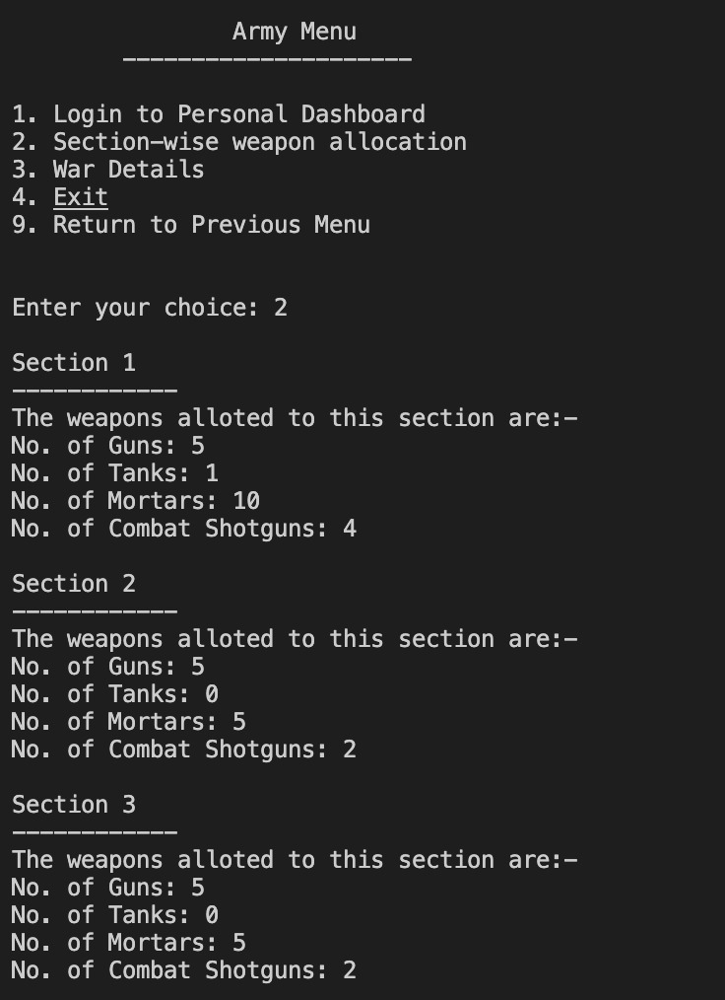 Army Menu
---------------------
1. Login to Personal Dashboard
2. Section-wise weapon allocation
3. War Details
4. Exit
9. Return to Previous Menu
Enter your choice: 2
Section 1
------------
The weapons alloted to this section are:-
No. of Guns: 5
No. of Tanks: 1
No. of Mortars: 10
No. of Combat Shotguns: 4
Section 2
------------
The weapons alloted to this section are:-
No. of Guns: 5
No. of Tanks: 0
No. of Mortars: 5
No. of Combat Shotguns: 2
Section 3
------------
The weapons alloted to this section are:-
No. of Guns: 5
No. of Tanks: 0
No. of Mortars: 5
No. of Combat Shotguns: 2